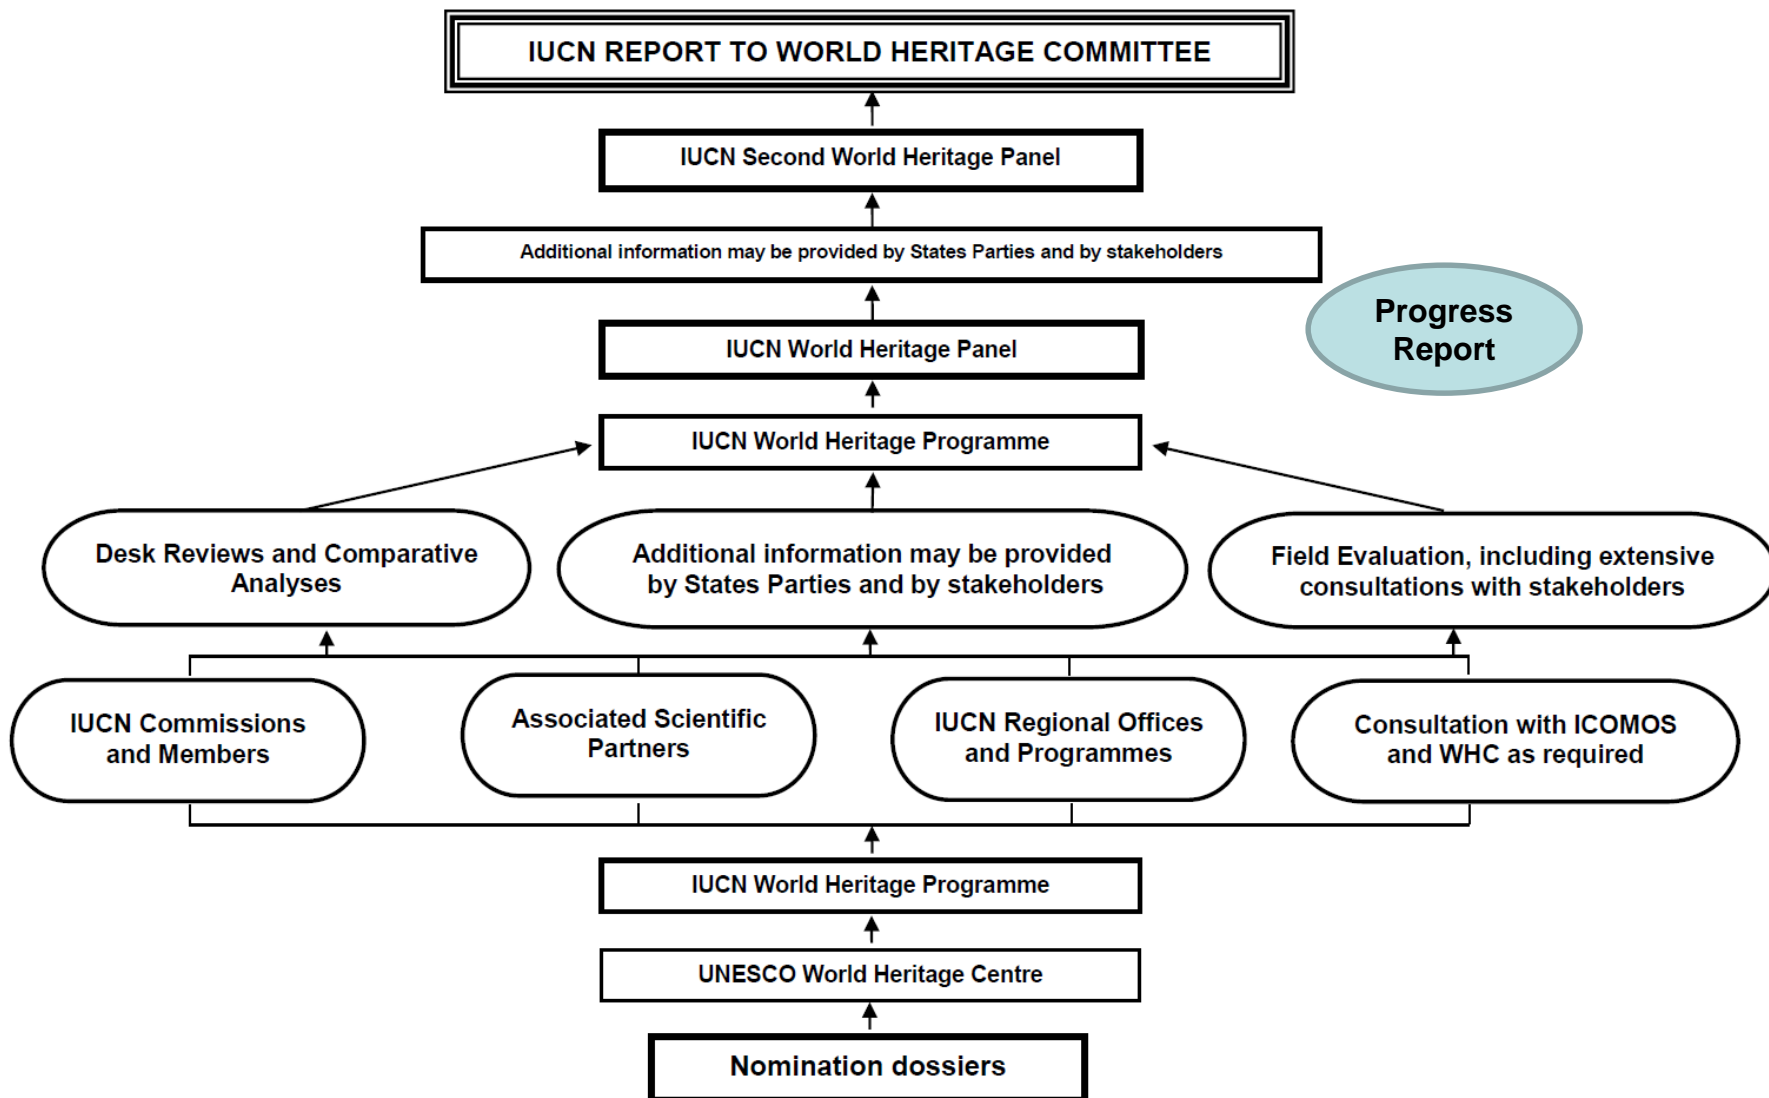 IUCN REPORT TO WORLD HERITAGE COMMITTEE
IUCN Second World Heritage Panel
Additional information may be provided by States Parties and by stakeholders
Progress
Report
IUCN World Heritage Panel
IUCN World Heritage Programme
Desk Reviews and Comparative
Analyses
Additional information may be provided
by States Parties and by stakeholders
Field Evaluation, including extensive
consultations with stakeholders
IUCN Commissions
and Members
Associated Scientific
Partners
IUCN Regional Offices
and Programmes
Consultation with ICOMOS
and WHC as required
IUCN World Heritage Programme
UNESCO World Heritage Centre
Nomination dossiers